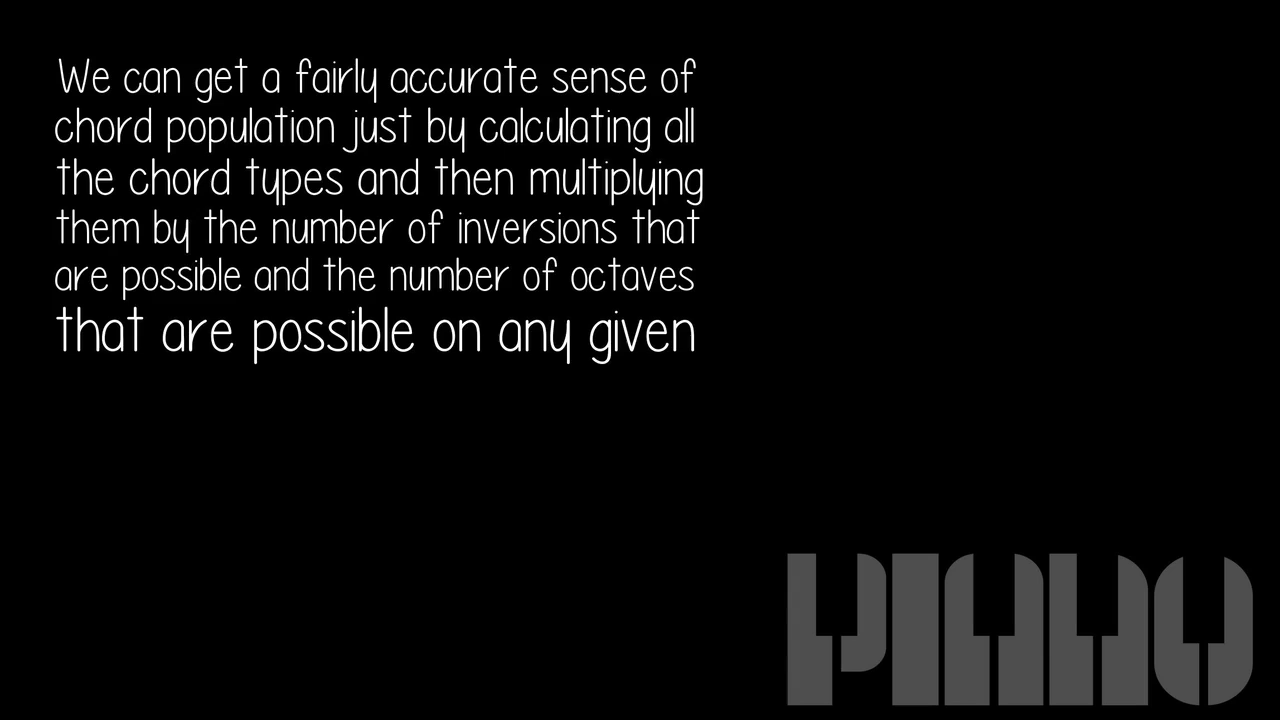 We can get a fairly accurate sense of
chord population just by calculating all
the chord types and then multiplying
them by the number of inversions that
are possible and the number of octaves
that are possible on any given
PIANO